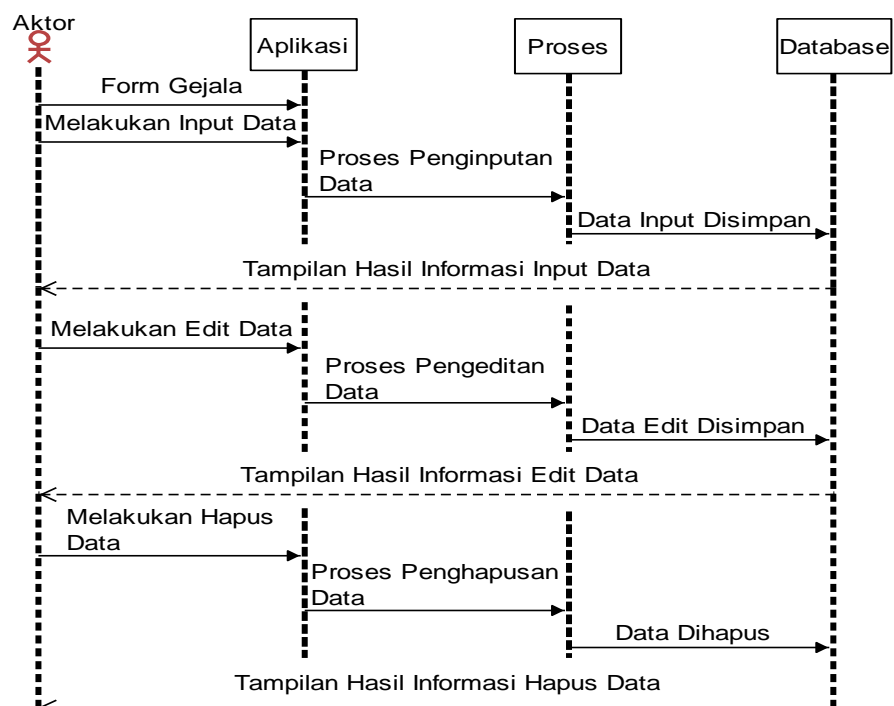 Aktor
Aplikasi
Proses
Database
Form Gejala
Melakukan Input Data
Proses Penginputan
Data
Data Input Disimpan
Tampilan Hasil Informasi Input Data
Melakukan Edit Data
Proses Pengeditan
Data
Data Edit Disimpan
Tampilan Hasil Informasi Edit Data
Melakukan Hapus
Data
Proses Penghapusan
Data
Data Dihapus
Tampilan Hasil Informasi Hapus Data